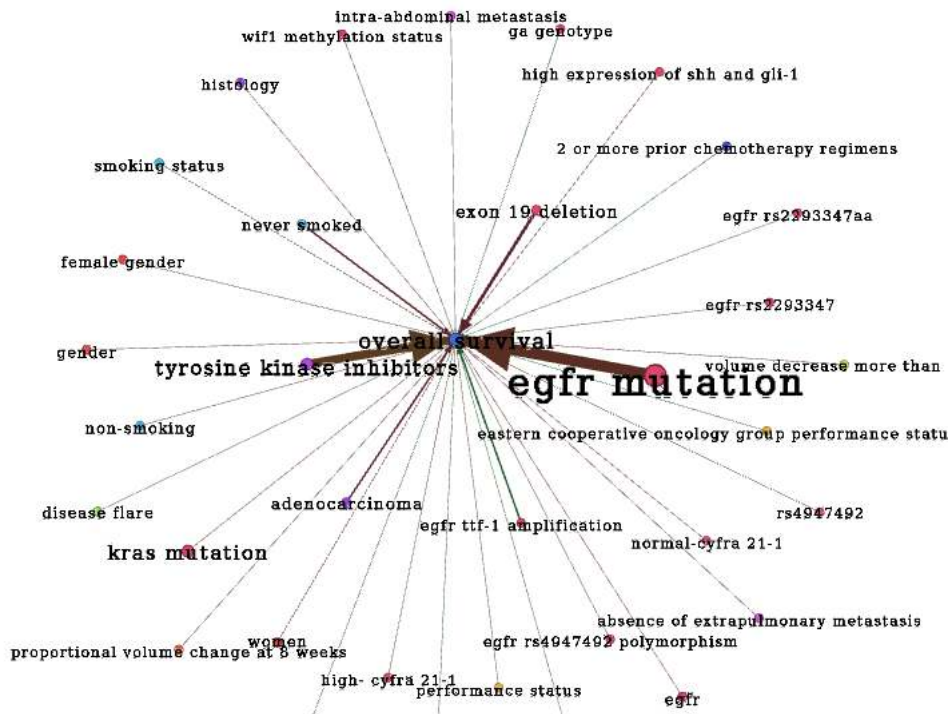 intra-abdominal metastasis
wif1 methylation status
ga genotype
high expression of shh and gli-1
histology
2 or more prior chemotherapy regimens
smoking status
exon 19 deletion
egfr rs2293347aa
never smoked
female gender
egfr rs2293347
overall survival
gender
tyrosine kinase inhibitors
volume decrease more than
egfr mutation
non-smoking
eastern cooperative oncology group performance statu
adenocarcinoma
disease flare
egfr ttf-1 amplification
rs4947492
normal-cyfra 21-1
kras mutation
absence of extrapulmonary metastasis
women
egfr rs4947492 polymorphism
proportional volume change at 8 weeks
high- cyfra 21-1
performance status
egfr